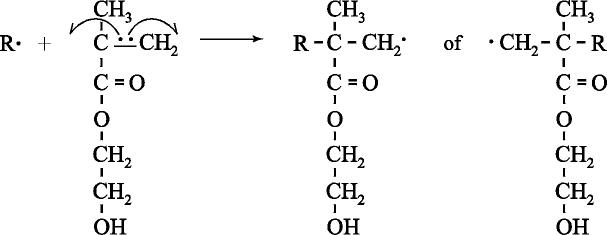 CH₃ CH₃ CH₃
R• + C=CH₂ R-C-CH₂• of •CH₂-C-R
C=O C=O C=O
O O O
CH₂ CH₂ CH₂
CH₂ CH₂ CH₂
OH OH OH